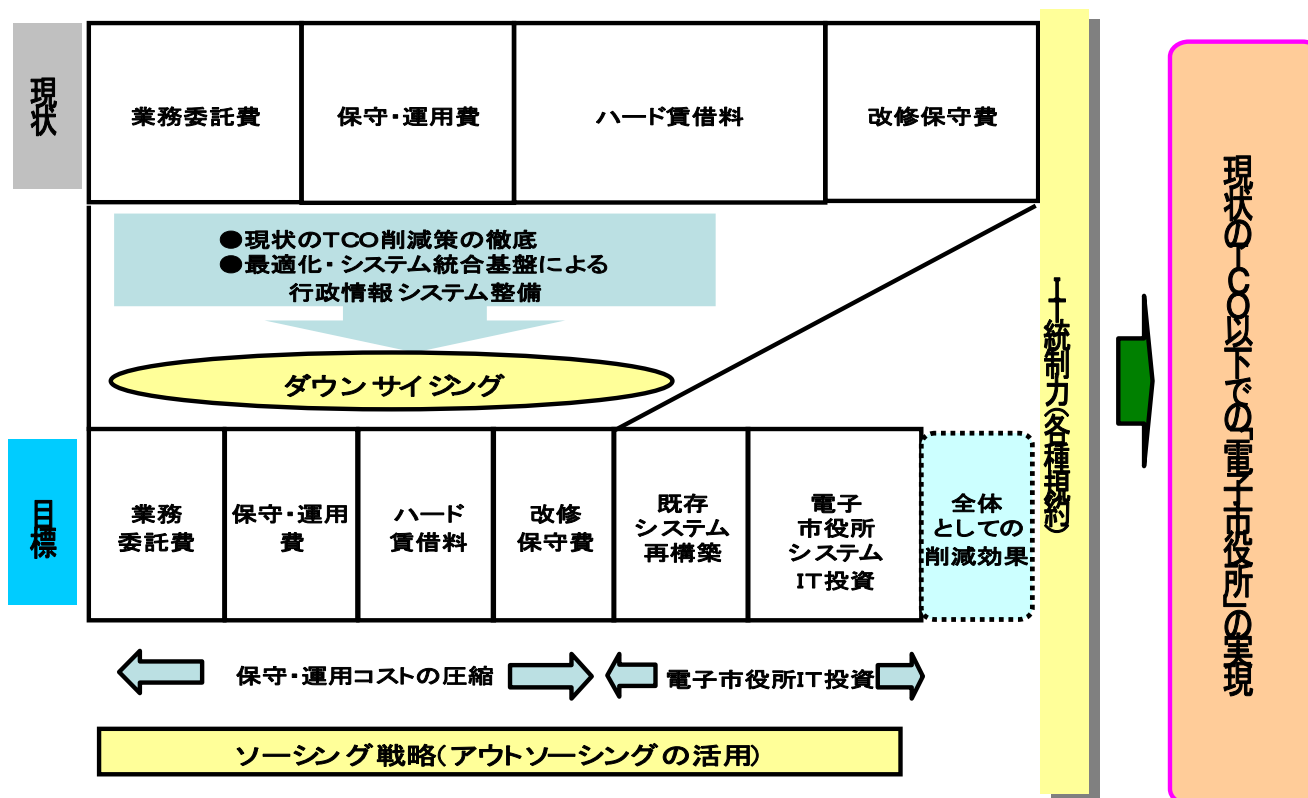 現状
業務委託費
保守・運用費
ハード賃借料
改修保守費
●現状のTCO削減策の徹底
●最適化・システム統合基盤による
行政情報システム整備
ダウンサイジング
目標
業務
委託費
保守・運用
費
ハード
賃借料
改修
保守費
既存
システム
再構築
電子
市役所
システム
IT投資
全体
としての
削減効果
保守・運用コストの圧縮
電子市役所IT投資
ソーシング戦略(アウトソーシングの活用)
IT統制力(各種規約)
現状のTCO以下での「電子市役所」の実現